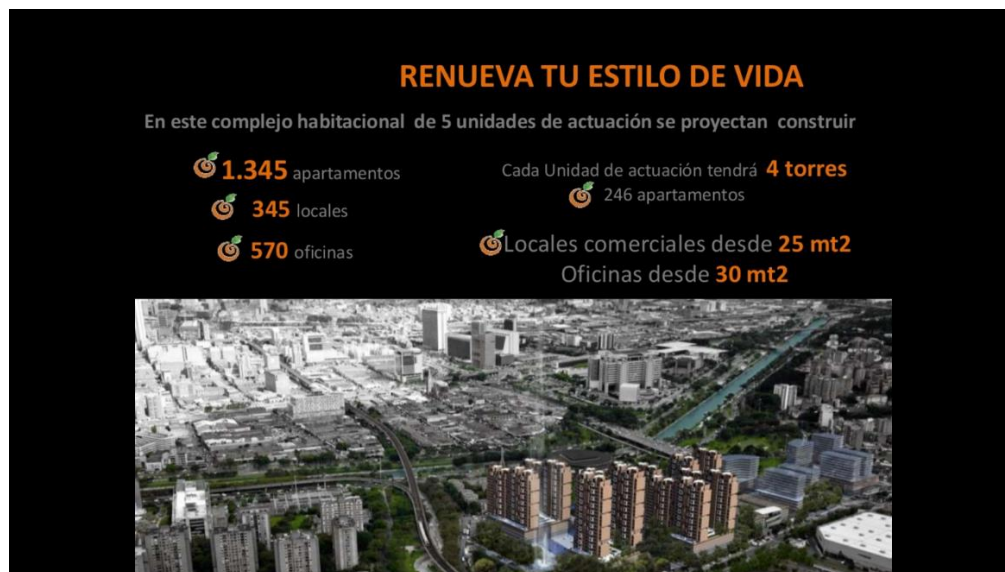 RENUEVA TU ESTILO DE VIDA
En este complejo habitacional de 5 unidades de actuación se proyectan construir
1.345 apartamentos
345 locales
570 oficinas
Cada Unidad de actuación tendrá 4 torres
246 apartamentos
Locales comerciales desde 25 mt2
Oficinas desde 30 mt2